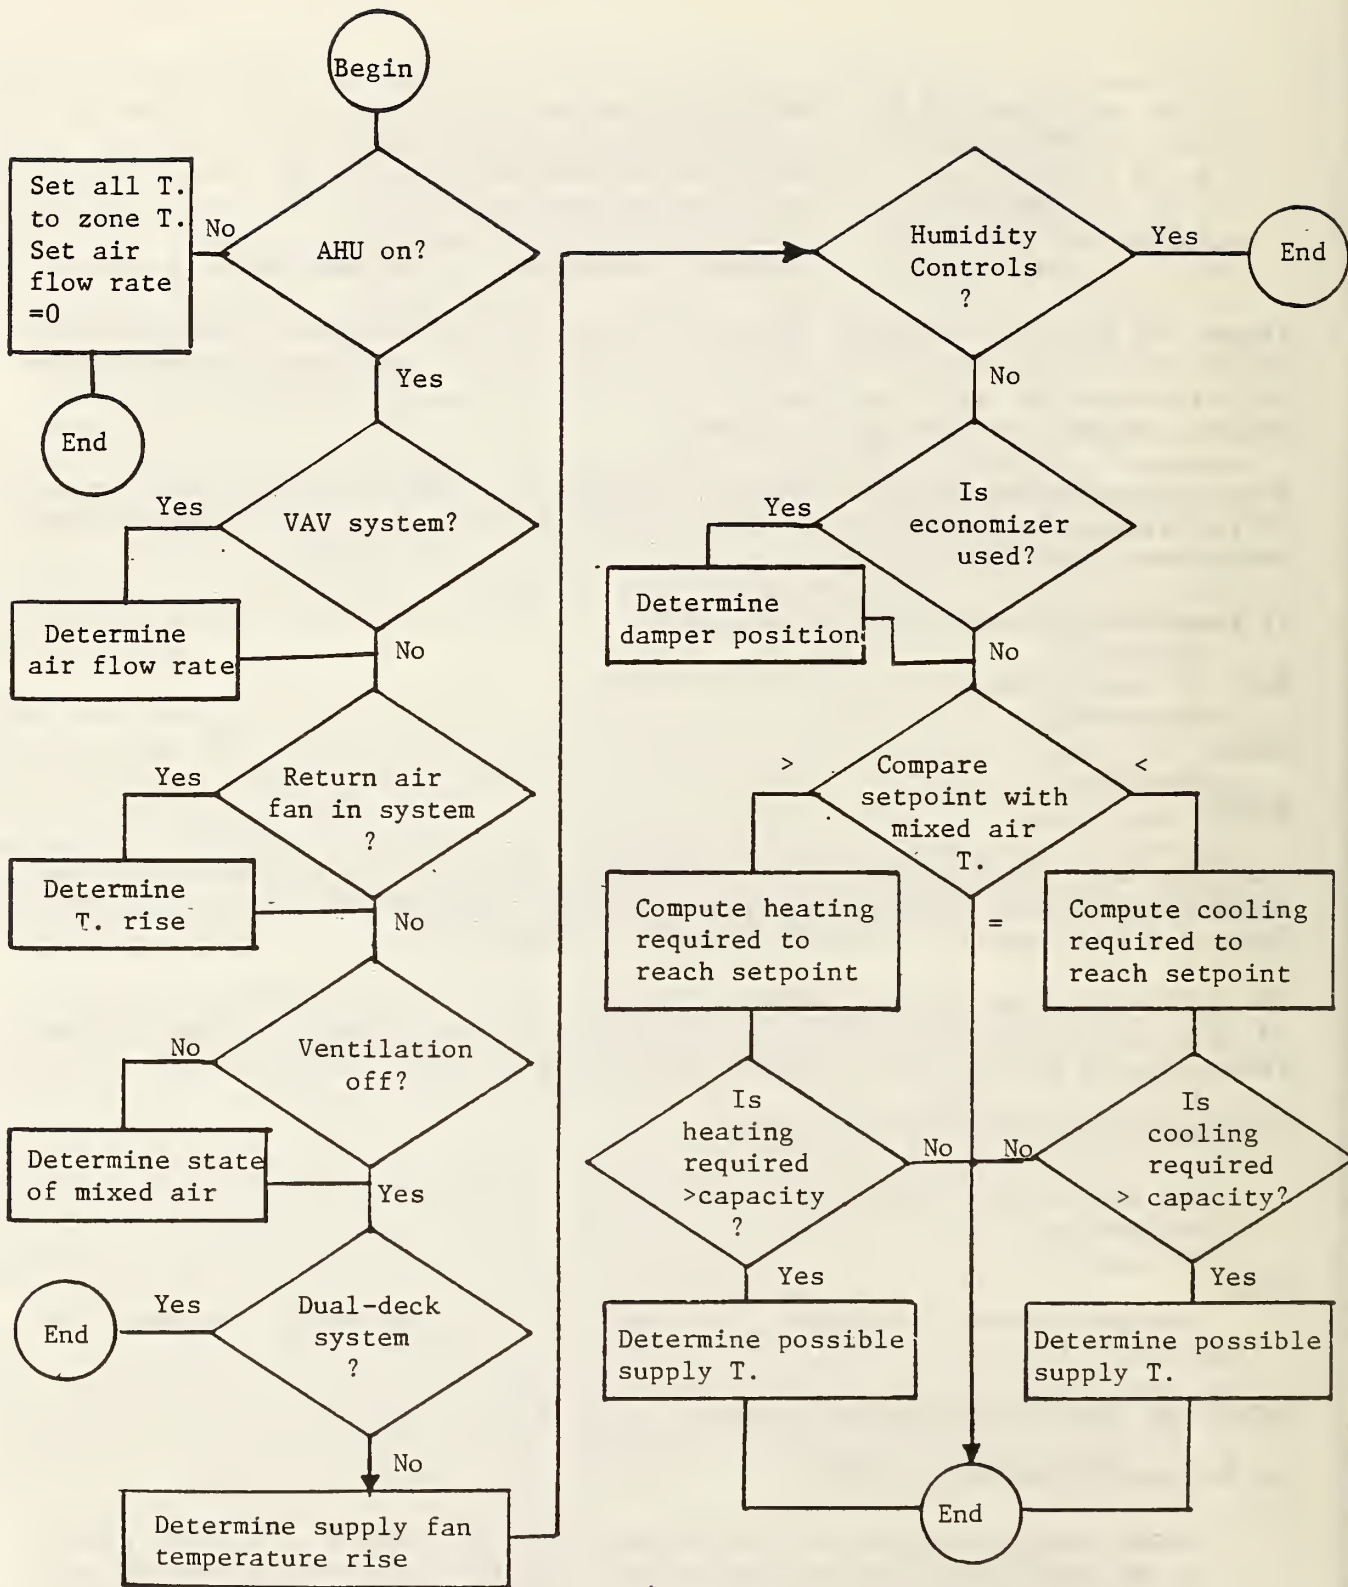 Begin
Set all T.
to zone T.
Set air
flow rate
=0
No
AHU on?
Yes
End
Yes
VAV system?
Determine
air flow rate
No
Yes
Return air
fan in system
?
Determine
T. rise
No
No
Ventilation
off?
Determine state
of mixed air
Yes
End
Yes
Dual-deck
system
?
No
Determine supply fan
temperature rise
Humidity
Controls
?
Yes
End
No
Yes
Is
economizer
used?
Determine
damper position
No
>
Compare
setpoint with
mixed air
T.
<
Compute heating
required to
reach setpoint
=
Compute cooling
required to
reach setpoint
Is
heating
required
>capacity
?
No
No
Is
cooling
required
> capacity?
Yes
Yes
Determine possible
supply T.
Determine possible
supply T.
End